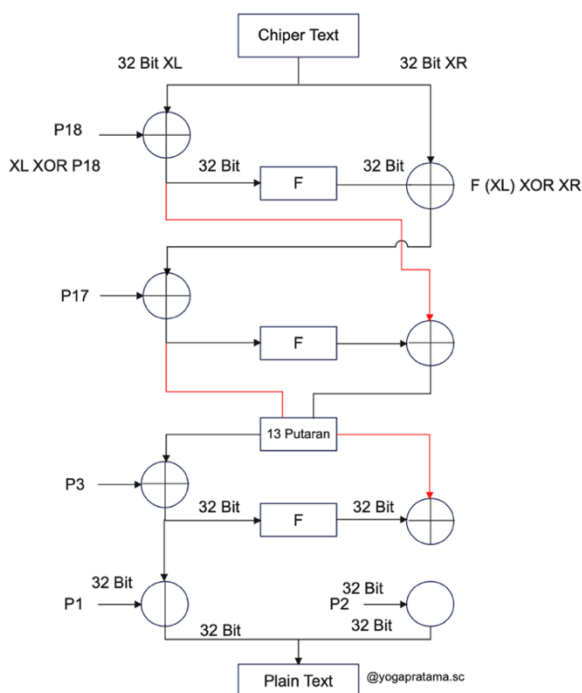 Chiper Text
32 Bit XL
32 Bit XR
P18
XL XOR P18
32 Bit
F
32 Bit
F (XL) XOR XR
P17
F
13 Putaran
P3
32 Bit
F
32 Bit
32 Bit
P1
32 Bit
P2
32 Bit
32 Bit
Plain Text
@yogapratama.sc